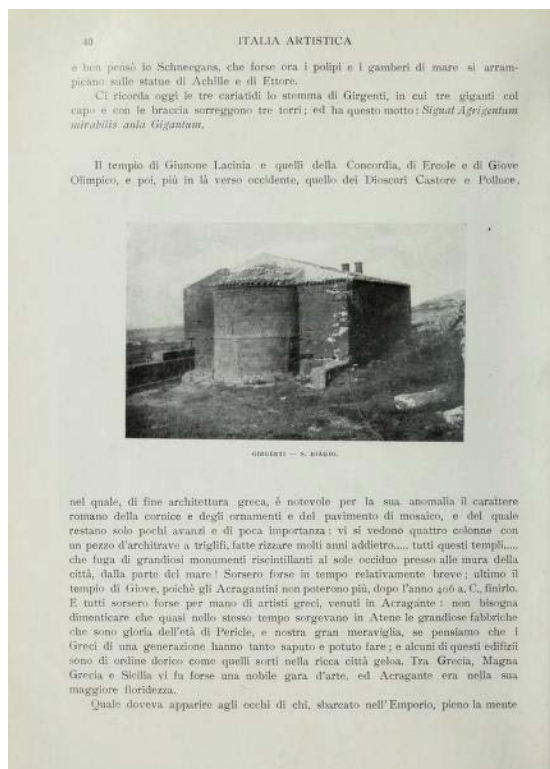 40
ITALIA ARTISTICA
e ben pensò lo Schneegans, che forse ora i polipi e i gamberi di mare si arram-
picano sulle statue di Achille e di Ettore.
Ci ricorda oggi le tre cariatidi lo stemma di Girgenti, in cui tre giganti col
capo e con le braccia sorreggono tre torri; ed ha questo motto: Signat Agrigentum
mirabilis aula Gigantum.
Il tempio di Giunone Lacinia e quelli della Concordia, di Ercole e di Giove
Olimpico, e poi, più in là verso occidente, quello dei Dioscuri Castore e Polluce,
GIRGENTI — S. BIAGIO.
nel quale, di fine architettura greca, è notevole per la sua anomalia il carattere
romano della cornice e degli ornamenti e del pavimento di mosaico, e del quale
restano solo pochi avanzi e di poca importanza: vi si vedono quattro colonne con
un pezzo d'architrave a triglifi, fatte rizzare molti anni addietro..... tutti questi templi.....
che fuga di grandiosi monumenti riscintillanti al sole occiduo presso alle mura della
città, dalla parte del mare! Sorsero forse in tempo relativamente breve; ultimo il
tempio di Giove, poichè gli Acragantini non poterono più, dopo l'anno 406 a. C., finirlo.
E tutti sorsero forse per mano di artisti greci, venuti in Acragante: non bisogna
dimenticare che quasi nello stesso tempo sorgevano in Atene le grandiose fabbriche
che sono gloria dell'età di Pericle, e nostra gran meraviglia, se pensiamo che i
Greci di una generazione hanno tanto saputo e potuto fare; e alcuni di questi edifizii
sono di ordine dorico come quelli sorti nella ricca città geloa. Tra Grecia, Magna
Grecia e Sicilia vi fu forse una nobile gara d'arte, ed Acragante era nella sua
maggiore floridezza.
Quale doveva apparire agli occhi di chi, sbarcato nell'Emporio, pieno la mente